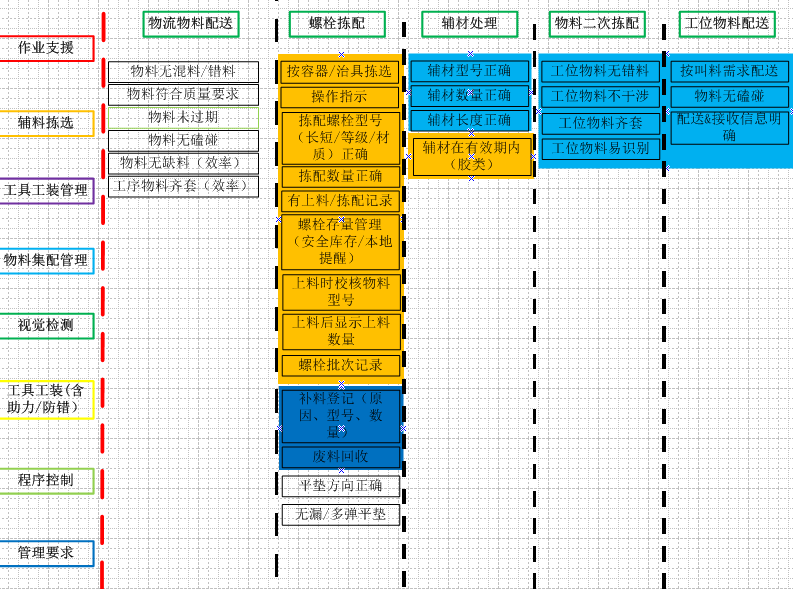 物流物料配送
螺栓拣配
辅材处理
物料二次拣配
工位物料配送
作业支援
辅料拣选
工具工装管理
物料集配管理
视觉检测
工具工装(含
助力/防错）
程序控制
管理要求
物料无混料/错料
物料符合质量要求
物料未过期
物料无磕碰
物料无缺料（效率）
工序物料齐套（效率）
按容器/治具拣选
操作指示
拣配螺栓型号
（长短/等级/材
质）正确
拣配数量正确
有上料/拣配记录
螺栓存量管理
（安全库存/本地
提醒）
上料时校核物料
型号
上料后显示上料
数量
螺栓批次记录
补料登记（原
因、型号、数
量）
废料回收
平垫方向正确
无漏/多弹平垫
辅材型号正确
辅材数量正确
辅材长度正确
辅材在有效期内
（胶类）
工位物料无错料
工位物料不干涉
工位物料齐套
工位物料易识别
按叫料需求配送
物料无磕碰
配送&接收信息明
确